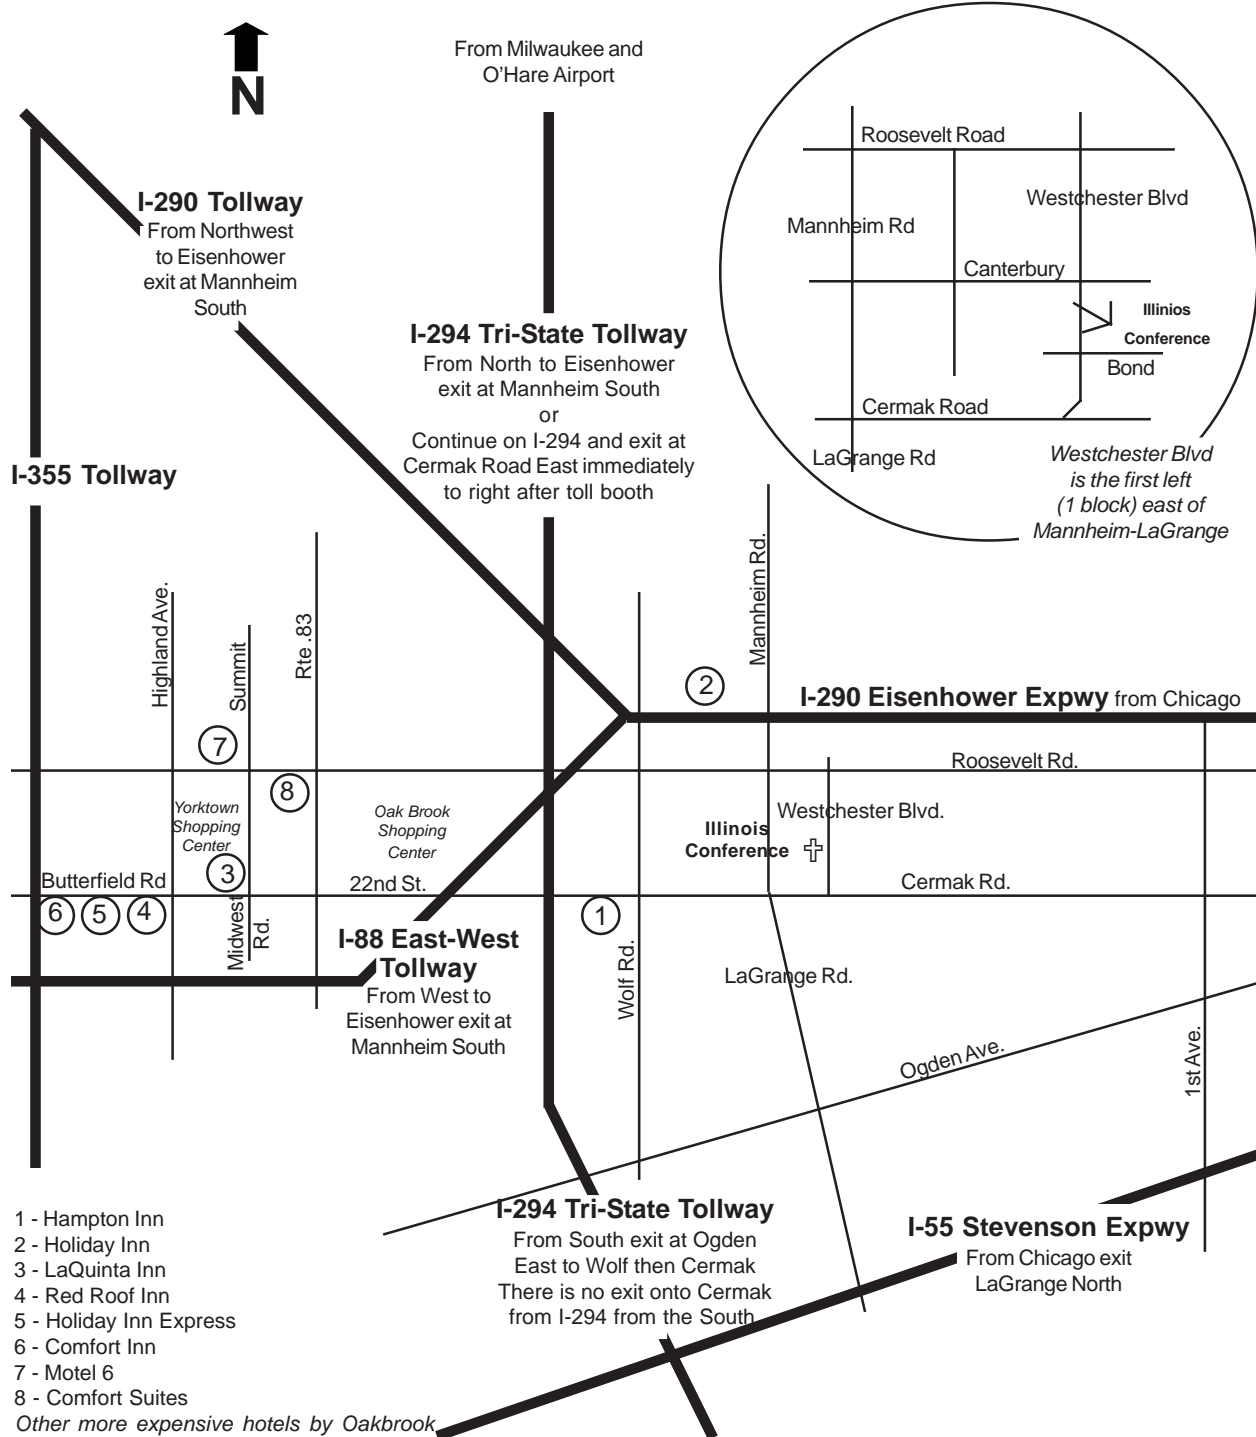 From Milwaukee and
O'Hare Airport
N
I-290 Tollway
From Northwest
to Eisenhower
exit at Mannheim
South
I-294 Tri-State Tollway
From North to Eisenhower
exit at Mannheim South
or
Continue on I-294 and exit at
Cermak Road East immediately
to right after toll booth
Roosevelt Road
Westchester Blvd
Mannheim Rd
Canterbury
Illinios
Conference
Bond
Cermak Road
LaGrange Rd
Westchester Blvd
is the first left
(1 block) east of
Mannheim-LaGrange
I-355 Tollway
Highland Ave.
Summit
Rte .83
Mannheim Rd.
2
I-290 Eisenhower Expwy from Chicago
7
Roosevelt Rd.
8
Yorktown
Shopping
Center
Oak Brook
Shopping
Center
Westchester Blvd.
Illinois
Conference
3
Butterfield Rd
22nd St.
Cermak Rd.
6
5
4
1
Midwest
Rd.
I-88 East-West
Tollway
From West to
Eisenhower exit at
Mannheim South
Wolf Rd.
LaGrange Rd.
Ogden Ave.
1st Ave.
I-294 Tri-State Tollway
From South exit at Ogden
East to Wolf then Cermak
There is no exit onto Cermak
from I-294 from the South
I-55 Stevenson Expwy
From Chicago exit
LaGrange North
1 - Hampton Inn
2 - Holiday Inn
3 - LaQuinta Inn
4 - Red Roof Inn
5 - Holiday Inn Express
6 - Comfort Inn
7 - Motel 6
8 - Comfort Suites
Other more expensive hotels by Oakbrook